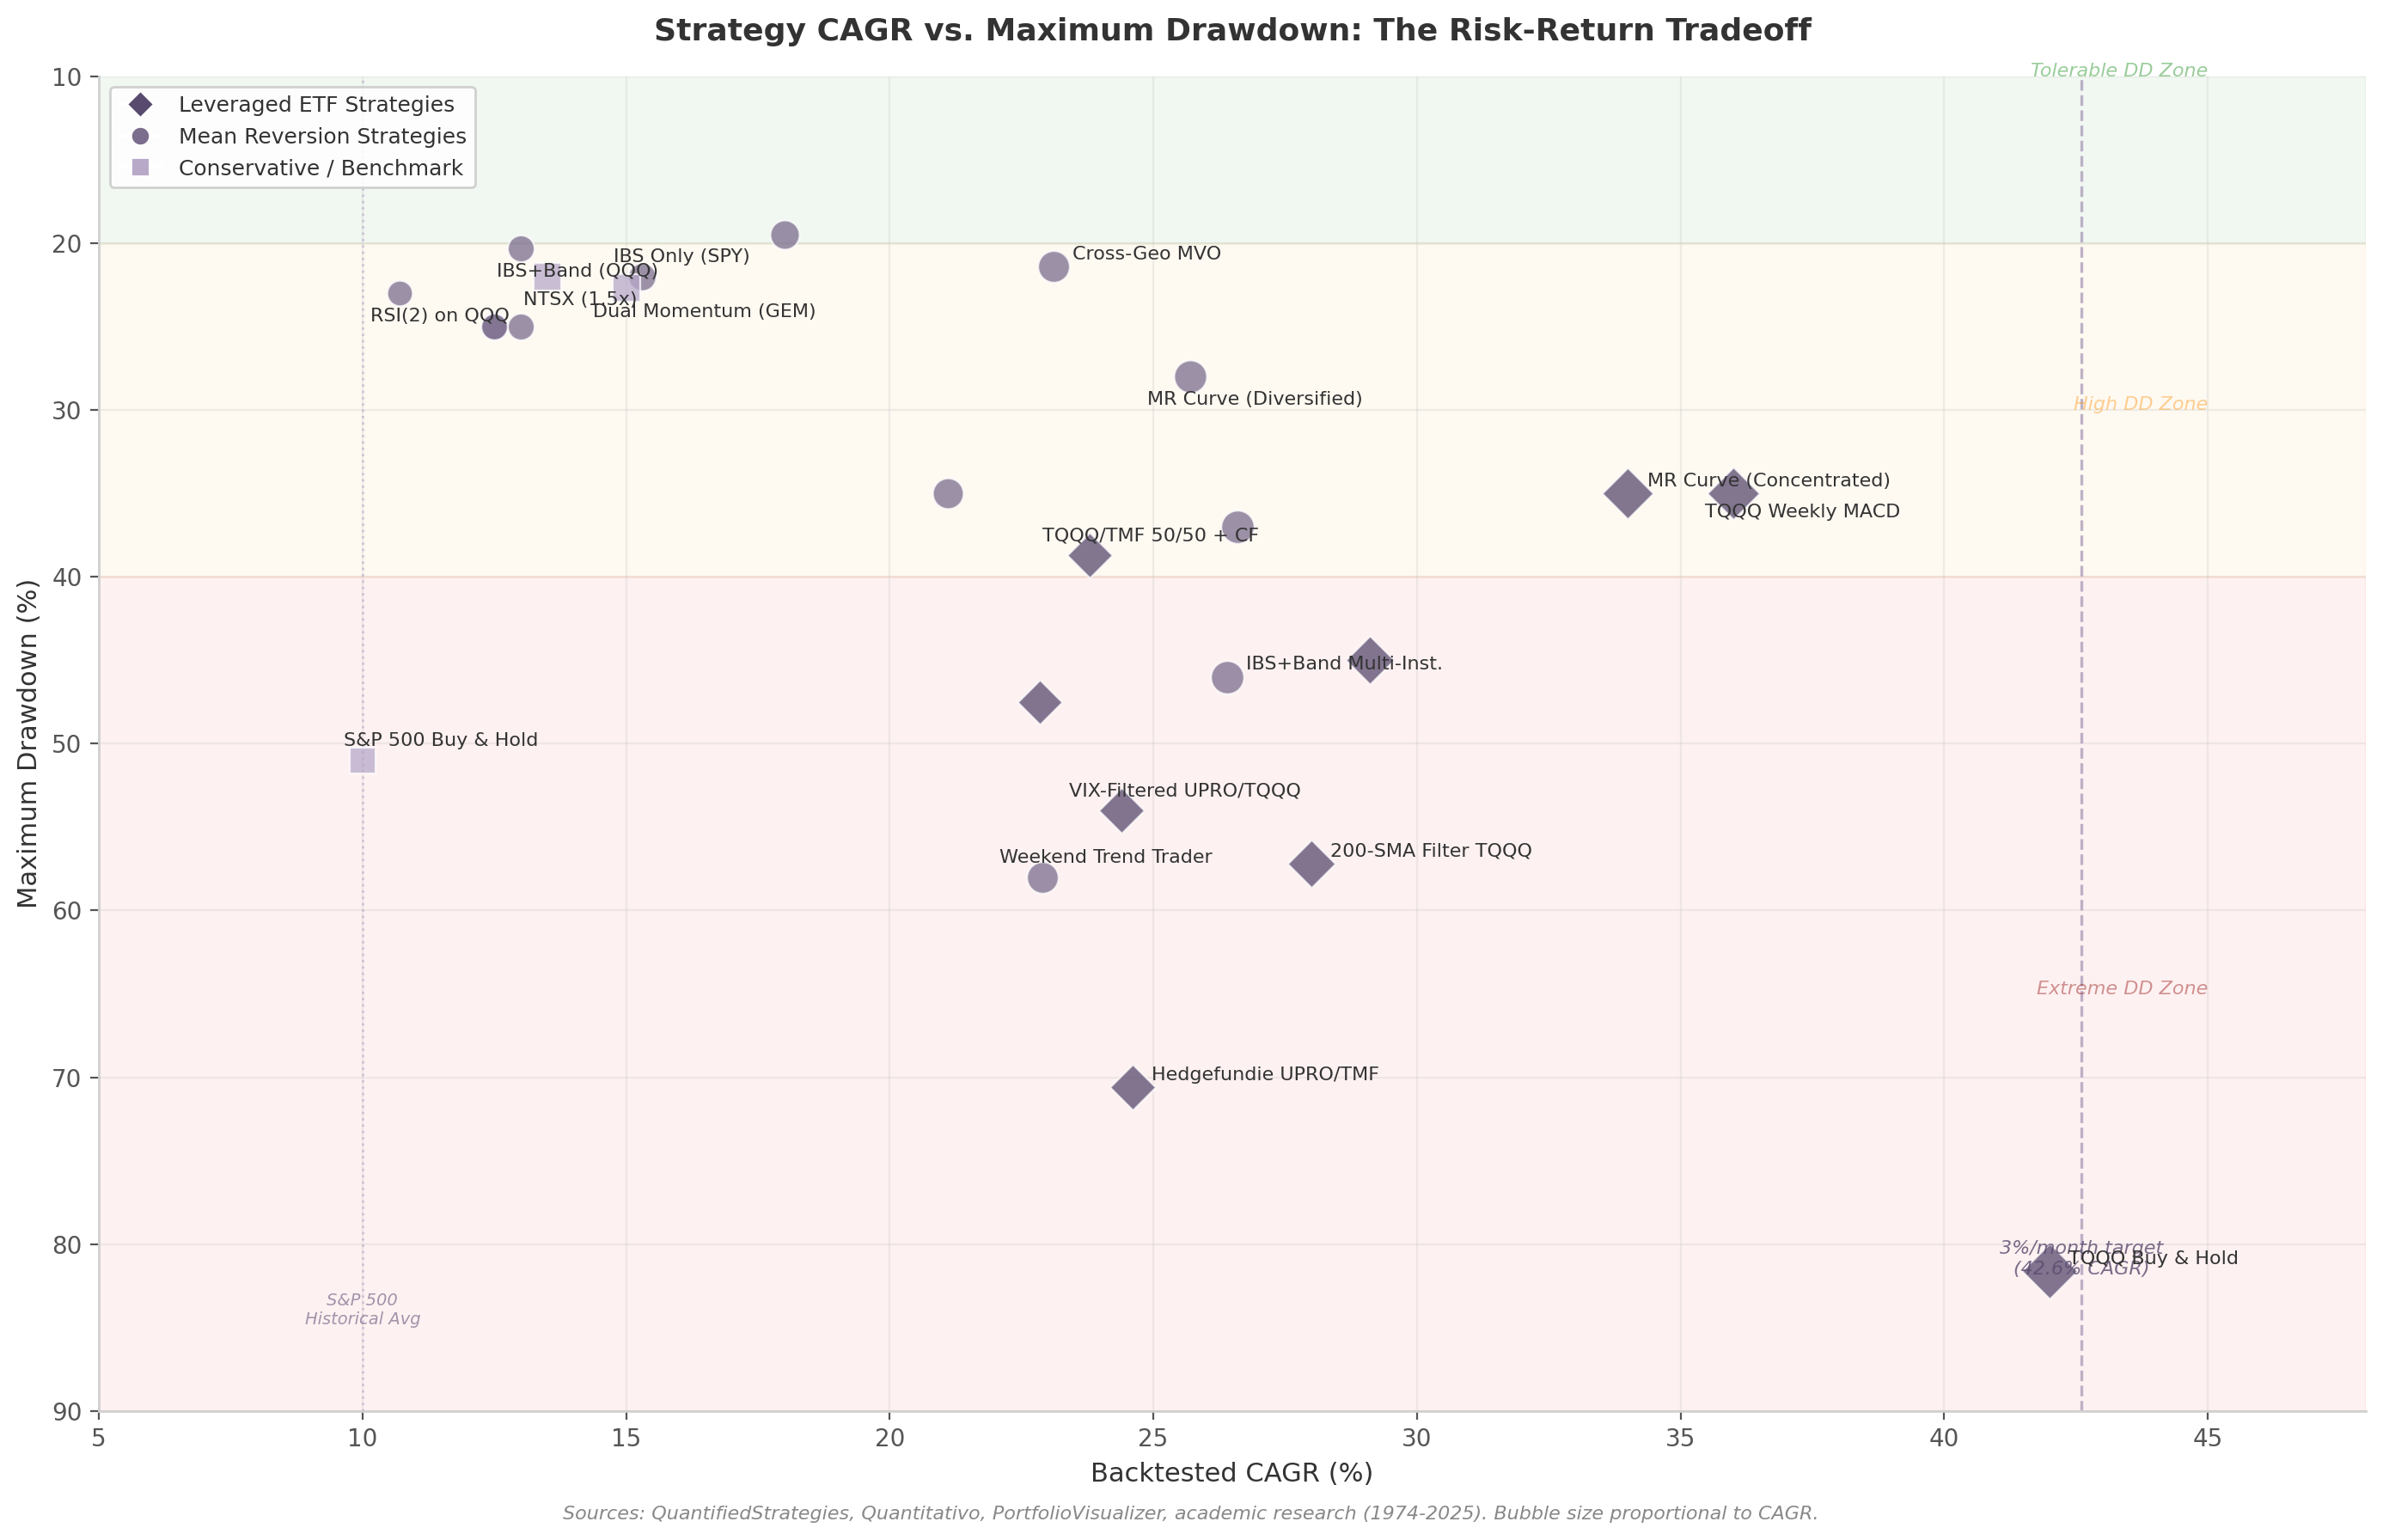 Strategy CAGR vs. Maximum Drawdown: The Risk-Return Tradeoff
Tolerable DD Zone
10
Leveraged ETF Strategies
Mean Reversion Strategies
Conservative / Benchmark
20
IBS Only (SPY)
Cross-Geo MVO
IBS+Band (QQQ)
NTSX (1.5x)
Dual Momentum (GEM)
RSI(2) on QQQ
MR Curve (Diversified)
High DD Zone
30
MR Curve (Concentrated)
TQQQ Weekly MACD
TQQQ/TMF 50/50 + CF
40
Maximum Drawdown (%)
IBS+Band Multi-Inst.
S&P 500 Buy & Hold
50
VIX-Filtered UPRO/TQQQ
200-SMA Filter TQQQ
Weekend Trend Trader
60
Extreme DD Zone
Hedgefundie UPRO/TMF
70
80
3%/month target
(42.6% CAGR)
TQQQ Buy & Hold
S&P 500
Historical Avg
90
5 10 15 20 25 30 35 40 45
Backtested CAGR (%)
Sources: QuantifiedStrategies, Quantitativo, PortfolioVisualizer, academic research (1974-2025). Bubble size proportional to CAGR.